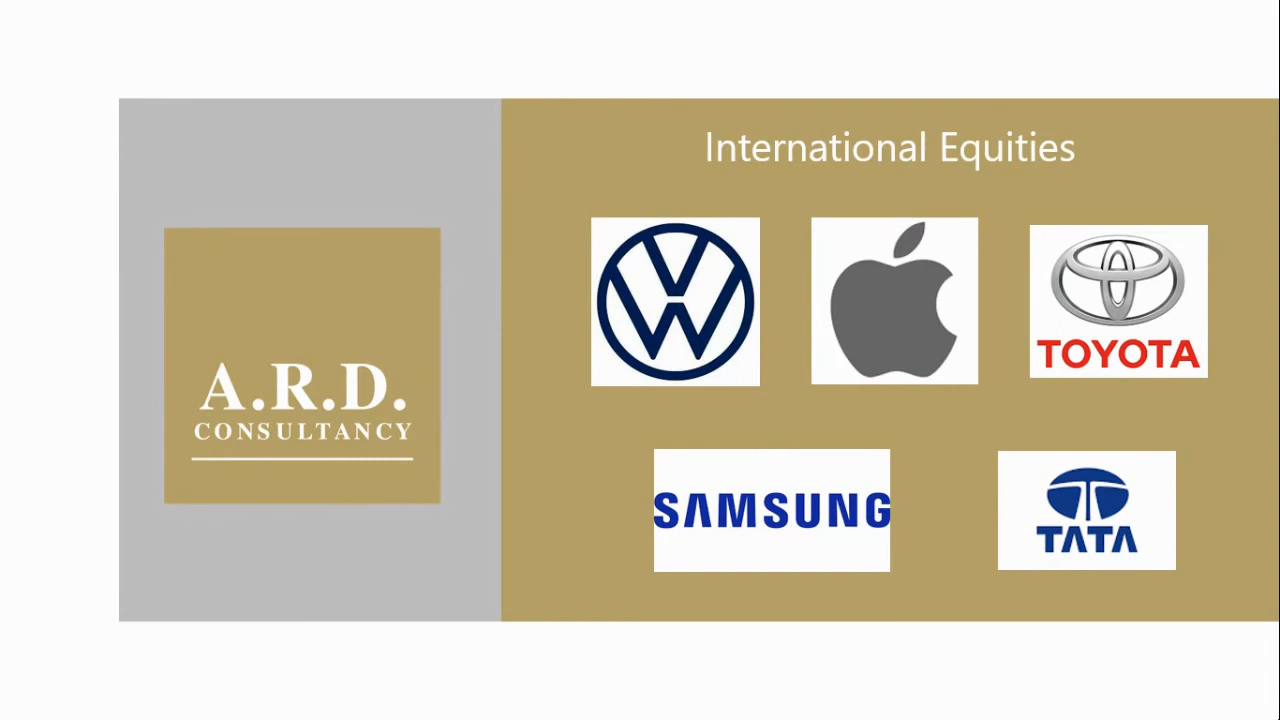 International Equities
TOYOTA
A.R.D.
CONSULTANCY
SAMSUNG
TATA